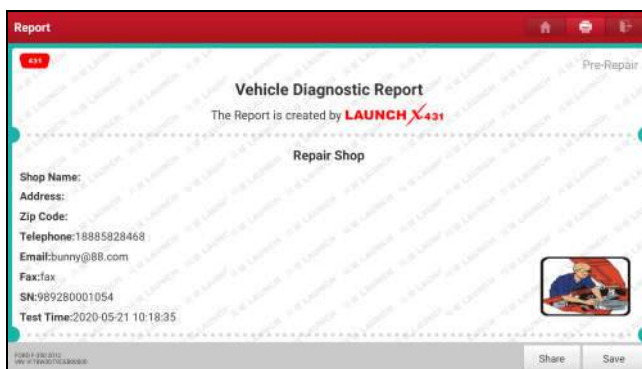 Report
431
Pre-Repair
Vehicle Diagnostic Report
The Report is created by LAUNCH X431
Repair Shop
Shop Name:
Address:
Zip Code:
Telephone:18885828468
Email:bunny@88.com
Fax:fax
SN:989280001054
Test Time:2020-05-21 10:18:35
Share
Save